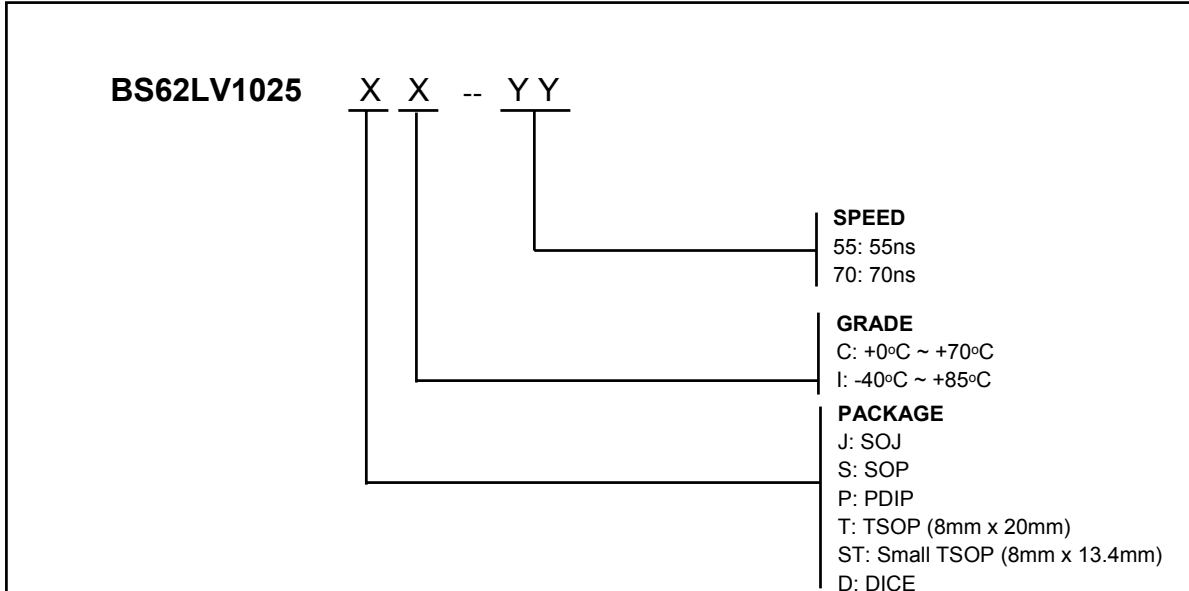 BS62LV1025 X X -- Y Y
SPEED
55: 55ns
70: 70ns
GRADE
C: +0ºC ~ +70ºC
I: -40ºC ~ +85ºC
PACKAGE
J: SOJ
S: SOP
P: PDIP
T: TSOP (8mm x 20mm)
ST: Small TSOP (8mm x 13.4mm)
D: DICE